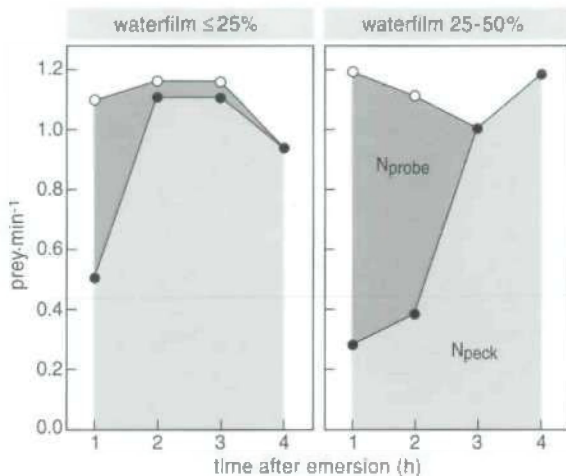 waterfilm ≤25%
waterfilm 25-50%
prey.min-1
1.2
1.0
0.8
0.6
0.4
0.2
0.0
Nprobe
Npeck
1 2 3 4
1 2 3 4
time after emersion (h)